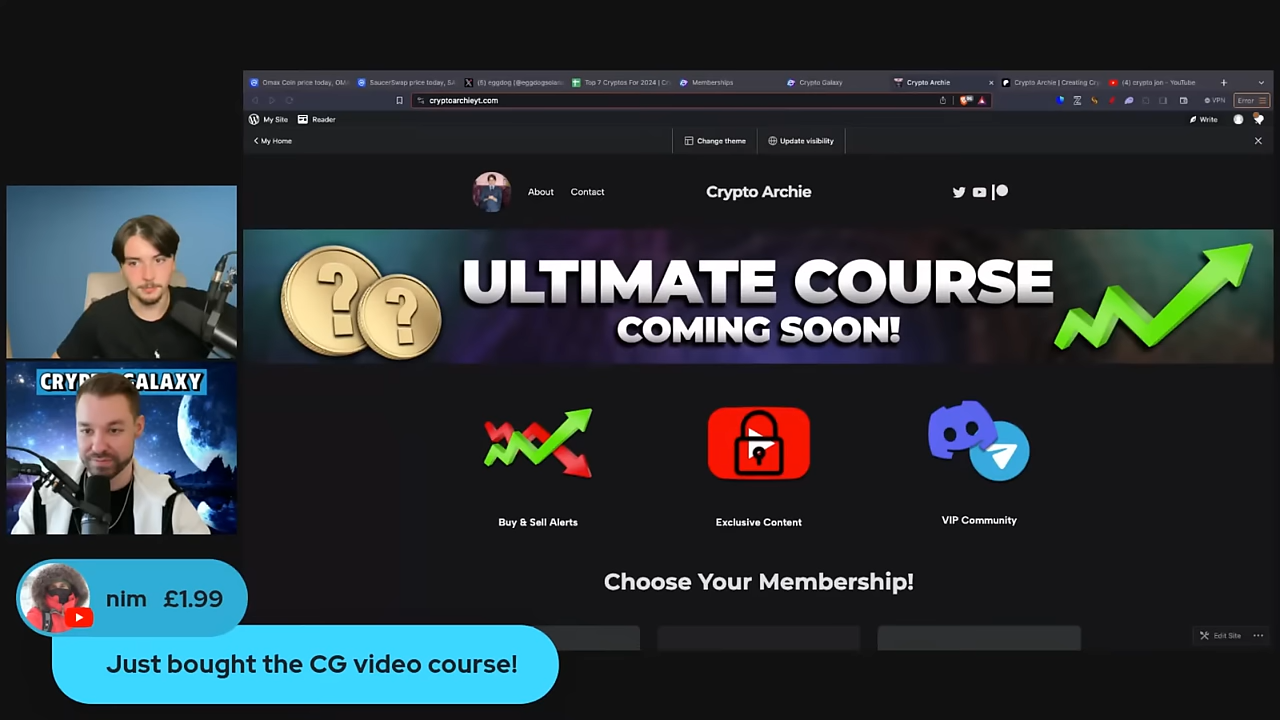 Omax Coin price today, OM
SaucerSwap price today, SA
(5) eggdog (@eggdogsolana
Top 7 Cryptos For 2024 | Cr
Memberships
Crypto Galaxy
Crypto Archie
Crypto Archie | Creating Cry
(4) crypto jon - YouTube
cryptoarchieyt.com
VPN
Error
My Site
Reader
Write
My Home
Change theme
Update visibility
About
Contact
Crypto Archie
ULTIMATE COURSE
COMING SOON!
CRYP GALAXY
Buy & Sell Alerts
Exclusive Content
VIP Community
Choose Your Membership!
Edit Site
nim £1.99
Just bought the CG video course!